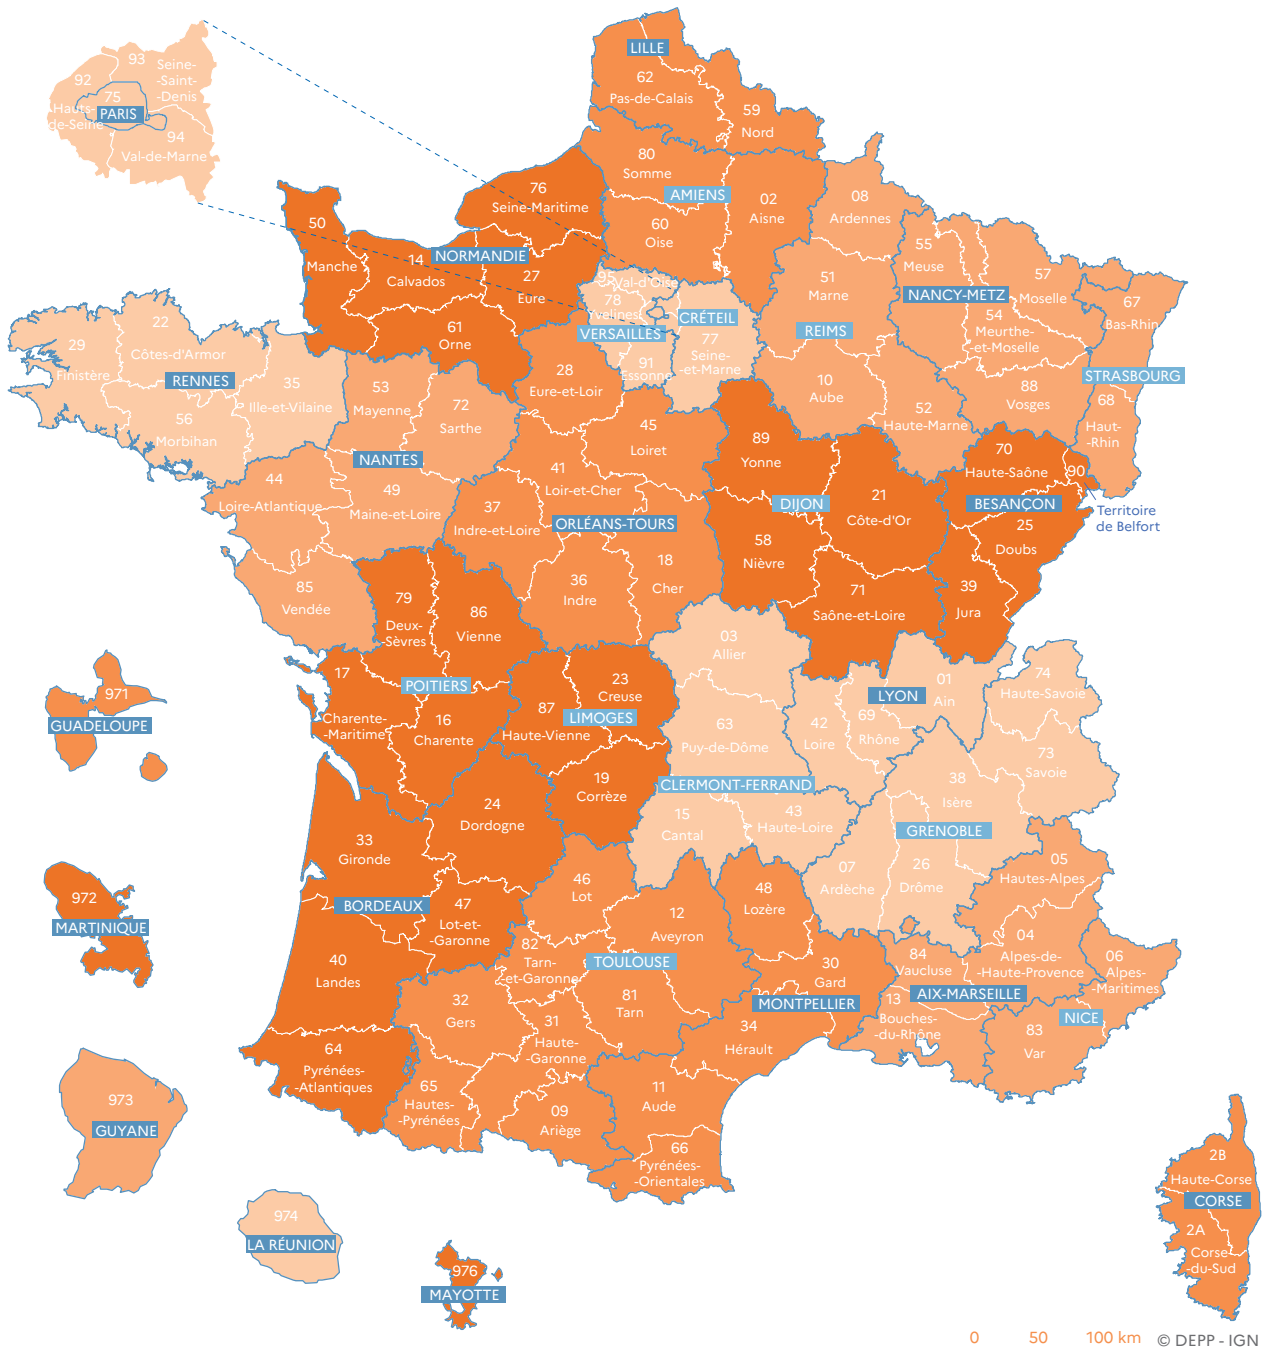 93
Seine-
-Saint-
-Denis
92
Hauts-
-de-Seine
75
PARIS
94
Val-de-Marne
LILLE
62
Pas-de-Calais
59
Nord
80
Somme
AMIENS
02
Aisne
60
Oise
08
Ardennes
76
Seine-Maritime
50
Manche
14
Calvados
NORMANDIE
27
Eure
61
Orne
95
Val-d'Oise
78
Yvelines
VERSAILLES
91
Essonne
CRÉTEIL
77
Seine-
-et-Marne
51
Marne
REIMS
10
Aube
52
Haute-Marne
55
Meuse
57
Moselle
NANCY-METZ
54
Meurthe-
-et-Moselle
88
Vosges
67
Bas-Rhin
STRASBOURG
68
Haut-
-Rhin
22
Côtes-d'Armor
29
Finistère
RENNES
35
Ille-et-Vilaine
56
Morbihan
53
Mayenne
72
Sarthe
NANTES
44
Loire-Atlantique
49
Maine-et-Loire
85
Vendée
28
Eure-et-Loir
45
Loiret
41
Loir-et-Cher
37
Indre-et-Loire
ORLÉANS-TOURS
36
Indre
18
Cher
89
Yonne
DIJON
21
Côte-d'Or
58
Nièvre
71
Saône-et-Loire
70
Haute-Saône
90
BESANÇON
25
Doubs
39
Jura
Territoire
de Belfort
79
Deux-
-Sèvres
86
Vienne
17
Charente-
-Maritime
POITIERS
16
Charente
23
Creuse
87
Haute-Vienne
LIMOGES
19
Corrèze
03
Allier
63
Puy-de-Dôme
CLERMONT-FERRAND
15
Cantal
43
Haute-Loire
01
Ain
LYON
42
Loire
69
Rhône
74
Haute-Savoie
73
Savoie
38
Isère
GRENOBLE
07
Ardèche
26
Drôme
24
Dordogne
33
Gironde
BORDEAUX
47
Lot-et-
-Garonne
40
Landes
64
Pyrénées-
-Atlantiques
46
Lot
12
Aveyron
82
Tarn-
-et-Garonne
TOULOUSE
81
Tarn
32
Gers
31
Haute-
-Garonne
65
Hautes-
-Pyrénées
09
Ariège
48
Lozère
30
Gard
MONTPELLIER
34
Hérault
11
Aude
66
Pyrénées-
-Orientales
05
Hautes-Alpes
04
Alpes-de-
-Haute-Provence
84
Vaucluse
AIX-MARSEILLE
13
Bouches-
-du-Rhône
06
Alpes-
-Maritimes
NICE
83
Var
971
GUADELOUPE
972
MARTINIQUE
973
GUYANE
974
LA RÉUNION
976
MAYOTTE
2B
Haute-Corse
CORSE
2A
Corse-
-du-Sud
0 50 100 km
© DEPP - IGN